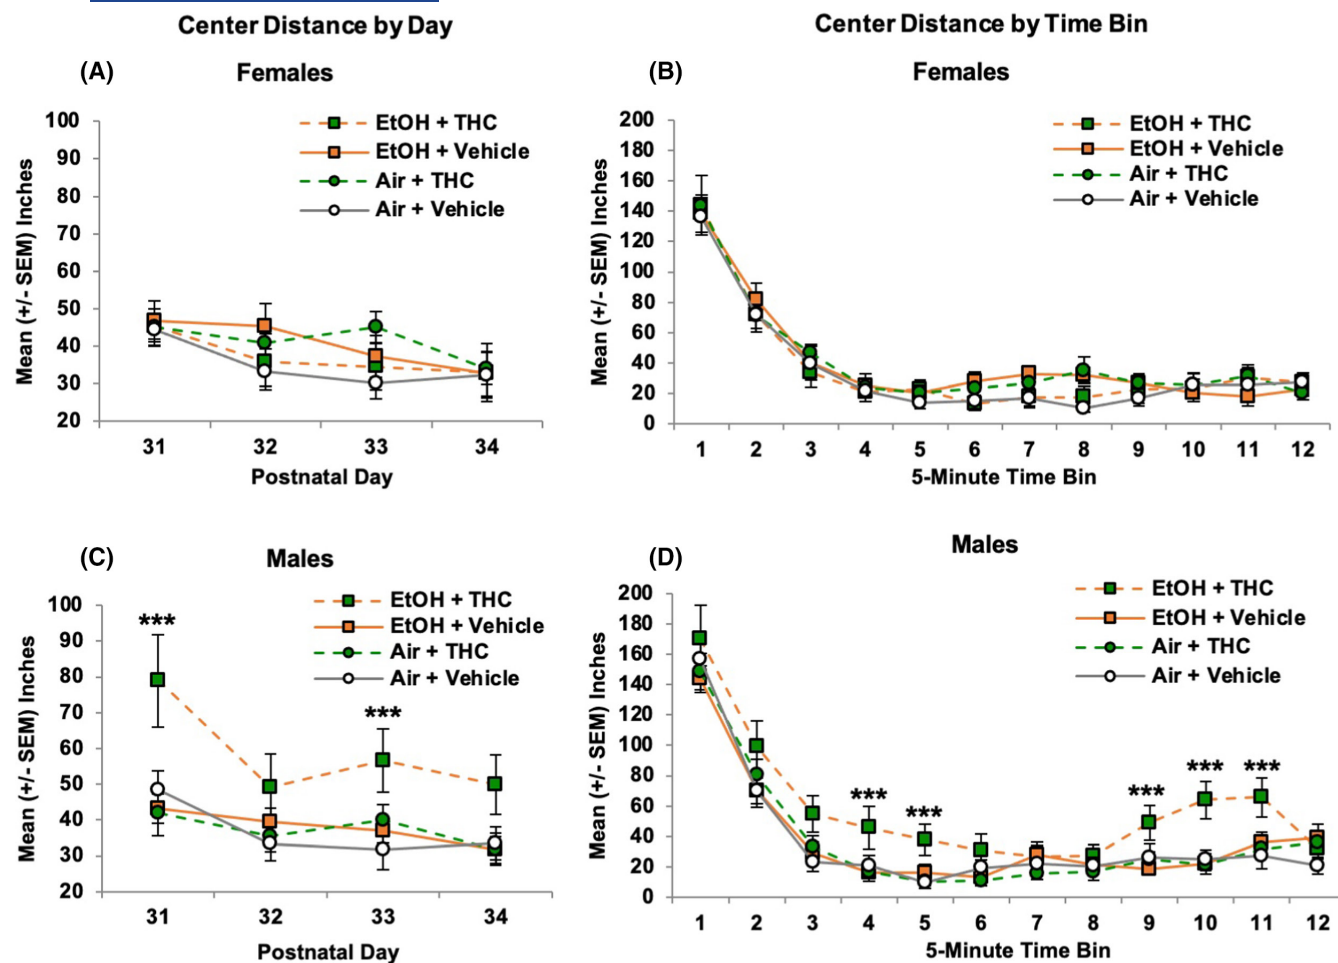 Center Distance by Day
Center Distance by Time Bin
(A)
Females
100
90
80
70
60
50
40
30
20
Mean (+/- SEM) Inches
EtOH + THC
EtOH + Vehicle
Air + THC
Air + Vehicle
31 32 33 34
Postnatal Day
(B)
Females
200
180
160
140
120
100
80
60
40
20
0
Mean (+/- SEM) Inches
EtOH + THC
EtOH + Vehicle
Air + THC
Air + Vehicle
1 2 3 4 5 6 7 8 9 10 11 12
5-Minute Time Bin
(C)
Males
100
90
80
70
60
50
40
30
20
Mean (+/- SEM) Inches
EtOH + THC
EtOH + Vehicle
Air + THC
Air + Vehicle
***
***
31 32 33 34
Postnatal Day
(D)
Males
200
180
160
140
120
100
80
60
40
20
0
Mean (+/- SEM) Inches
EtOH + THC
EtOH + Vehicle
Air + THC
Air + Vehicle
*** *** *** *** ***
1 2 3 4 5 6 7 8 9 10 11 12
5-Minute Time Bin